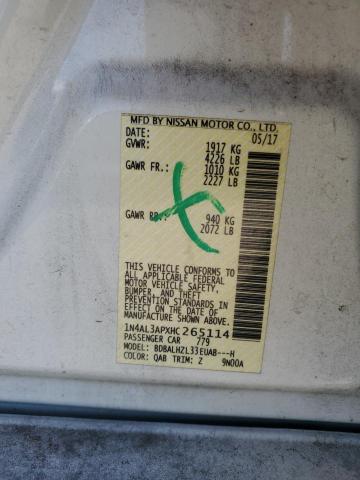 MFD BY NISSAN MOTOR CO., LTD.
DATE: 05/17
GVWR: 1917 KG
4226 LB
GAWR FR.: 1010 KG
2227 LB
GAWR RR.: 940 KG
2072 LB
THIS VEHICLE CONFORMS TO
ALL APPLICABLE FEDERAL
MOTOR VEHICLE SAFETY,
BUMPER, AND THEFT
PREVENTION STANDARDS
IN EFFECT ON THE DATE OF
MANUFACTURE SHOWN ABOVE.
1N4AL3APXHC265114
PASSENGER CAR 779
MODEL: BDBALHZL33EUAB---H
COLOR: QAB TRIM: Z 9N00A